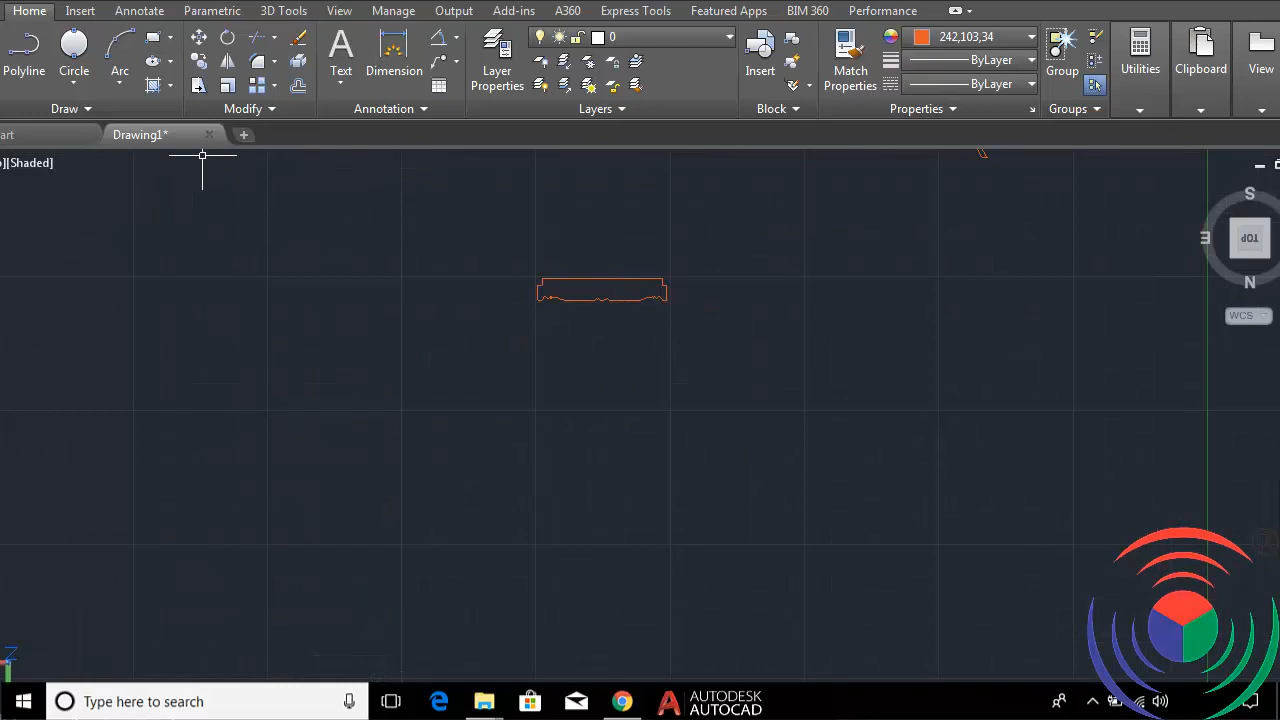 Home Insert Annotate Parametric 3D Tools View Manage Output Add-ins A360 Express Tools Featured Apps BIM 360 Performance
0
242,103,34
ByLayer
ByLayer
Polyline Circle Arc Text Dimension Layer Properties Insert Match Properties Group Utilities Clipboard View
Draw Modify Annotation Layers Block Properties Groups
art Drawing1*
][Shaded]
S
E
TOP
N
WCS
Z
Type here to search
AUTODESK
AUTOCAD